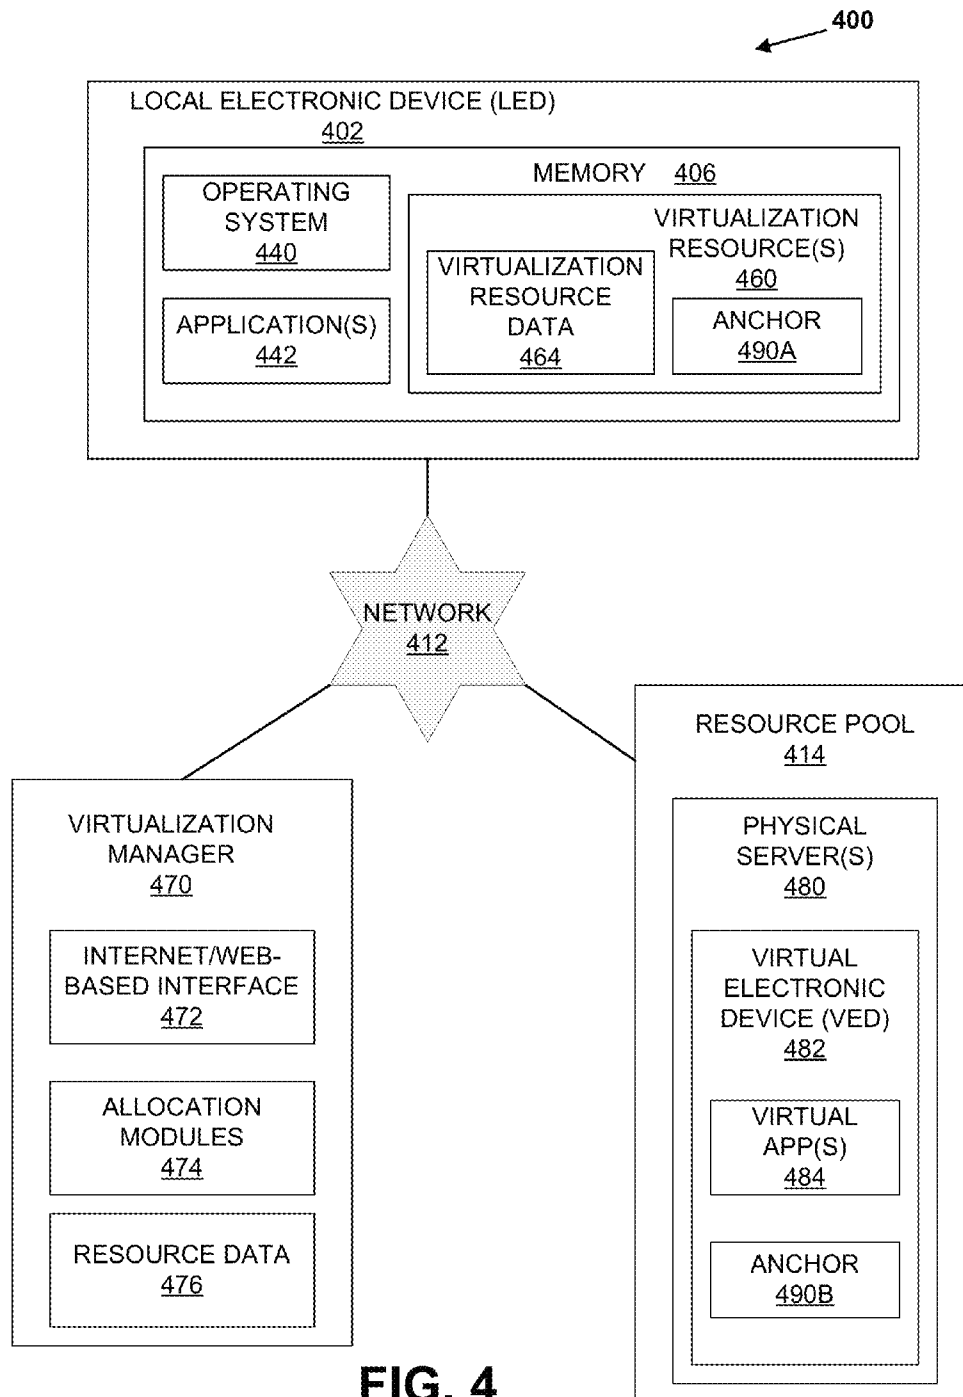 400
LOCAL ELECTRONIC DEVICE (LED)
402
MEMORY 406
OPERATING
SYSTEM
440
APPLICATION(S)
442
VIRTUALIZATION
RESOURCE(S)
460
VIRTUALIZATION
RESOURCE
DATA
464
ANCHOR
490A
NETWORK
412
VIRTUALIZATION
MANAGER
470
INTERNET/WEB-
BASED INTERFACE
472
ALLOCATION
MODULES
474
RESOURCE DATA
476
RESOURCE POOL
414
PHYSICAL
SERVER(S)
480
VIRTUAL
ELECTRONIC
DEVICE (VED)
482
VIRTUAL
APP(S)
484
ANCHOR
490B
FIG. 4